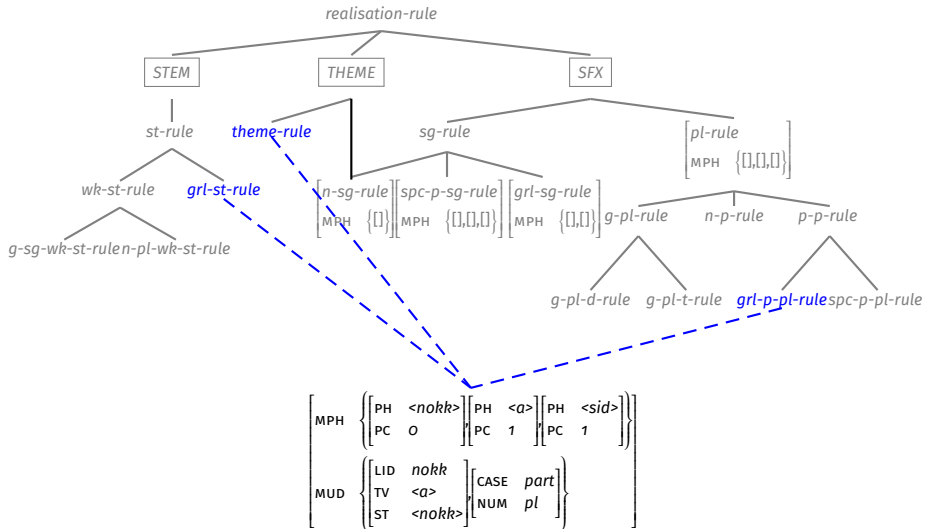 realisation-rule
STEM THEME SFX
st-rule theme-rule sg-rule pl-rule
MPH {[],[],[]}
wk-st-rule grl-st-rule n-sg-rule spc-p-sg-rule grl-sg-rule
MPH {[]} MPH {[],[],[]} MPH {[],[]}
g-pl-rule n-p-rule p-p-rule
g-sg-wk-st-rule n-pl-wk-st-rule
g-pl-d-rule g-pl-t-rule grl-p-pl-rule spc-p-pl-rule
PH <nokk> PH <a> PH <sid>
MPH
PC 0 PC 1 PC 1
LID nokk
CASE part
MUD TV <a>
NUM pl
ST <nokk>